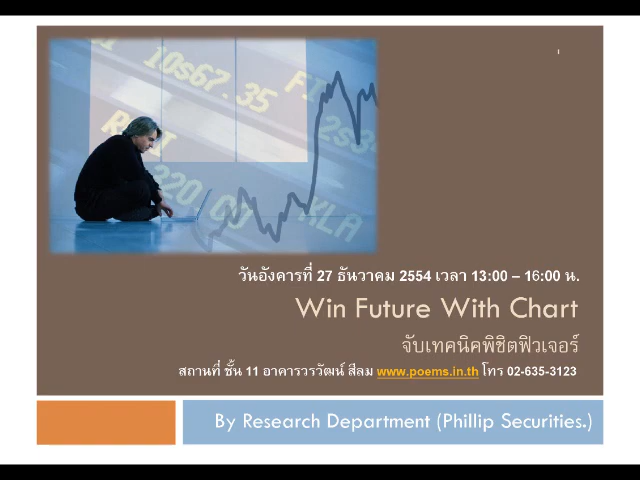 10s67.35
วันอังคารที่ 27 ธันวาคม 2554 เวลา 13:00 – 16:00 น.
Win Future With Chart
จับเทคนิคพิชิตฟิวเจอร์
สถานที่ ชั้น 11 อาคารวรวัฒน์ สีลม www.poems.in.th โทร 02-635-3123
By Research Department (Phillip Securities.)